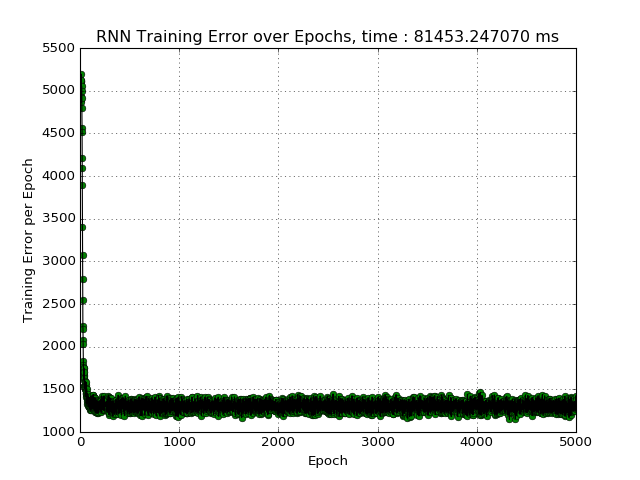 RNN Training Error over Epochs, time : 81453.247070 ms
5500
5000
4500
4000
3500
3000
2500
2000
1500
1000
Training Error per Epoch
0 1000 2000 3000 4000 5000
Epoch